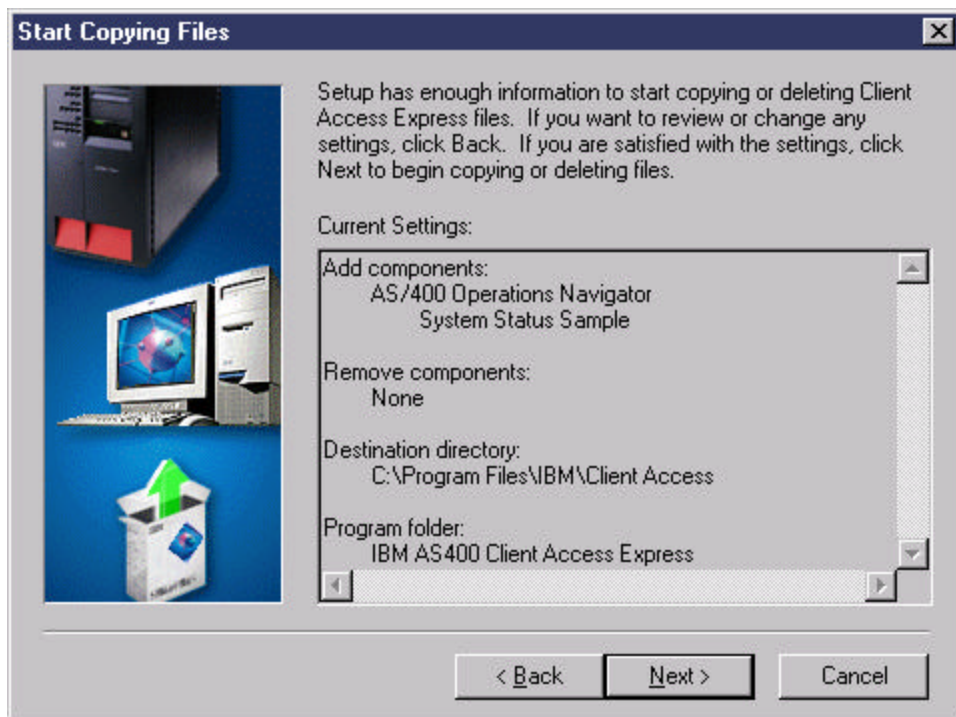 Start Copying Files
Setup has enough information to start copying or deleting Client
Access Express files. If you want to review or change any
settings, click Back. If you are satisfied with the settings, click
Next to begin copying or deleting files.
Current Settings:
Add components:
AS/400 Operations Navigator
System Status Sample
Remove components:
None
Destination directory:
C:\Program Files\IBM\Client Access
Program folder:
IBM AS400 Client Access Express
< Back
Next >
Cancel